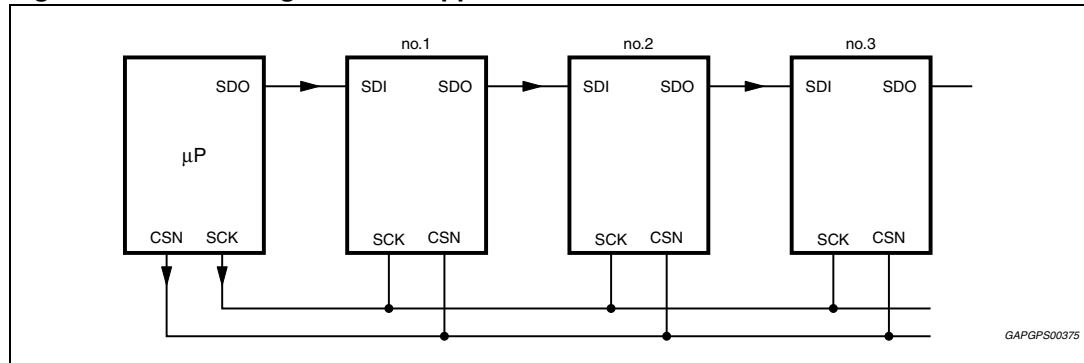 no.1 no.2 no.3
SDO SDI SDO SDI SDO SDI SDO
μP
CSN SCK SCK CSN SCK CSN SCK CSN
GAPGPS00375